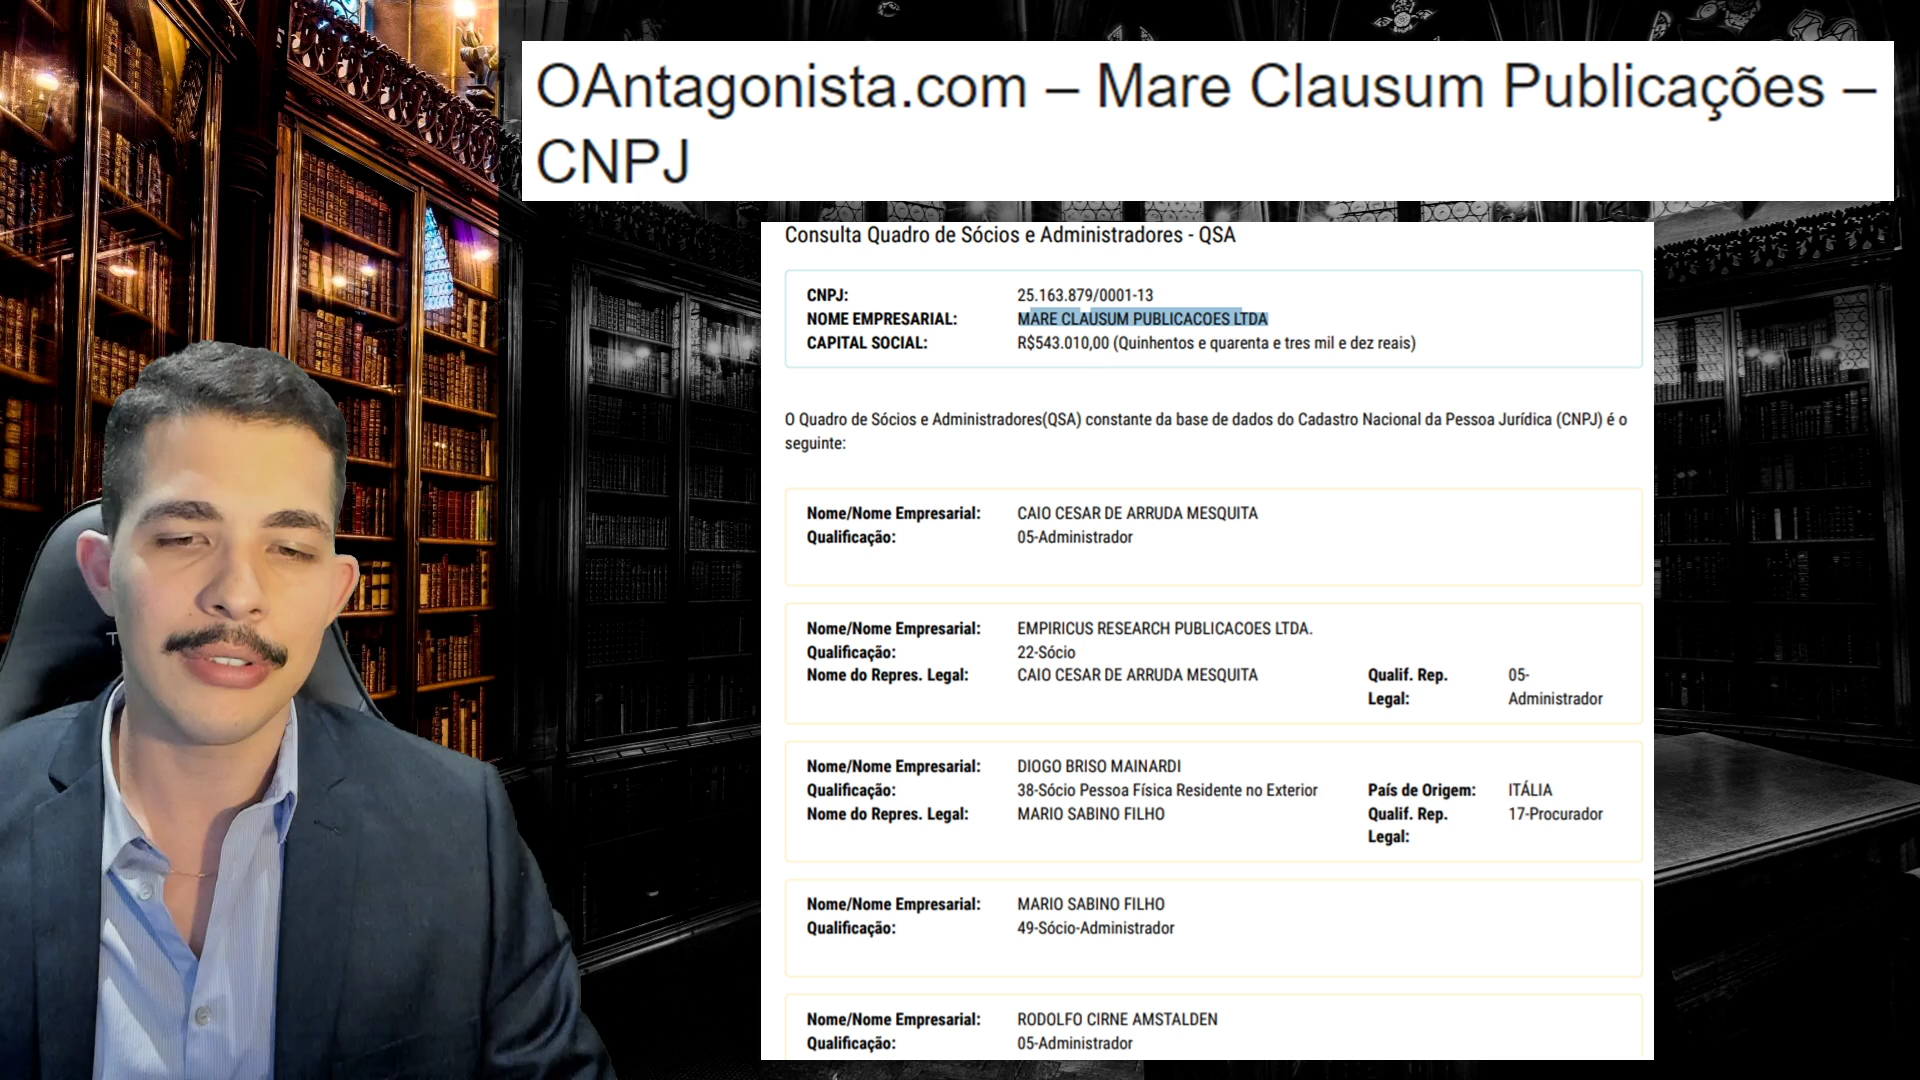 OAntagonista.com – Mare Clausum Publicações –
CNPJ
Consulta Quadro de Sócios e Administradores - QSA
CNPJ: 25.163.879/0001-13
NOME EMPRESARIAL: MARE CLAUSUM PUBLICACOES LTDA
CAPITAL SOCIAL: R$543.010,00 (Quinhentos e quarenta e tres mil e dez reais)
O Quadro de Sócios e Administradores(QSA) constante da base de dados do Cadastro Nacional da Pessoa Jurídica (CNPJ) é o
seguinte:
Nome/Nome Empresarial: CAIO CESAR DE ARRUDA MESQUITA
Qualificação: 05-Administrador
Nome/Nome Empresarial: EMPIRICUS RESEARCH PUBLICACOES LTDA.
Qualificação: 22-Sócio
Nome do Repres. Legal: CAIO CESAR DE ARRUDA MESQUITA Qualif. Rep. 05-
Legal: Administrador
Nome/Nome Empresarial: DIOGO BRISO MAINARDI
Qualificação: 38-Sócio Pessoa Física Residente no Exterior País de Origem: ITÁLIA
Nome do Repres. Legal: MARIO SABINO FILHO Qualif. Rep. 17-Procurador
Legal:
Nome/Nome Empresarial: MARIO SABINO FILHO
Qualificação: 49-Sócio-Administrador
Nome/Nome Empresarial: RODOLFO CIRNE AMSTALDEN
Qualificação: 05-Administrador